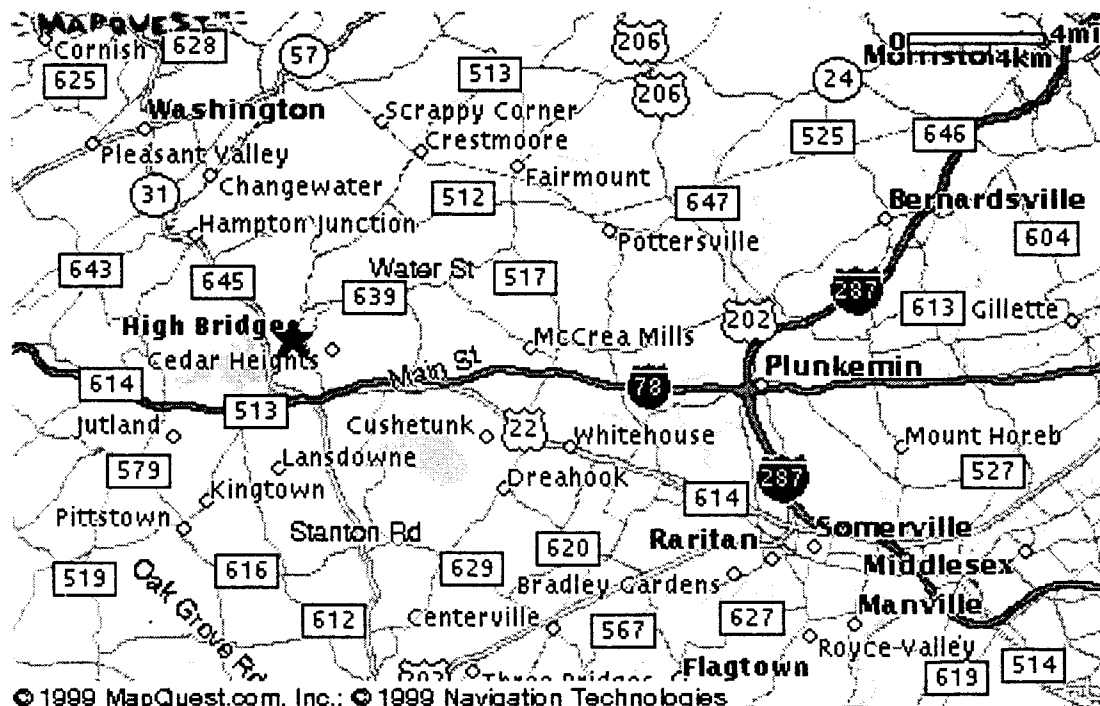 MAPQUEST™
Cornish
628
57
206
513
0
4mi
4km
625
206
24
Washington
Scrappy Corner
Crestmoore
525
646
Pleasant Valley
Changewater
Fairmount
31
512
647
Bernardsville
Hampton Junction
Pottersville
604
643
645
Water St
517
639
287
613
Gillette
High Bridge
202
Cedar Heights
McCrea Mills
614
Main St
78
Plunkemin
513
Jutland
Cushetunk
22
Whitehouse
Mount Horeb
579
Lansdowne
527
Kingtown
Dreahook
614
287
Pittstown
Stanton Rd
Raritan
Somerville
519
616
629
620
Bradley Gardens
Middlesex
Oak Grove Rd
612
Centerville
567
627
Manville
Royce-Valley
202
Three Bridges
Flagtown
619
514
© 1999 MapQuest.com, Inc.; © 1999 Navigation Technologies